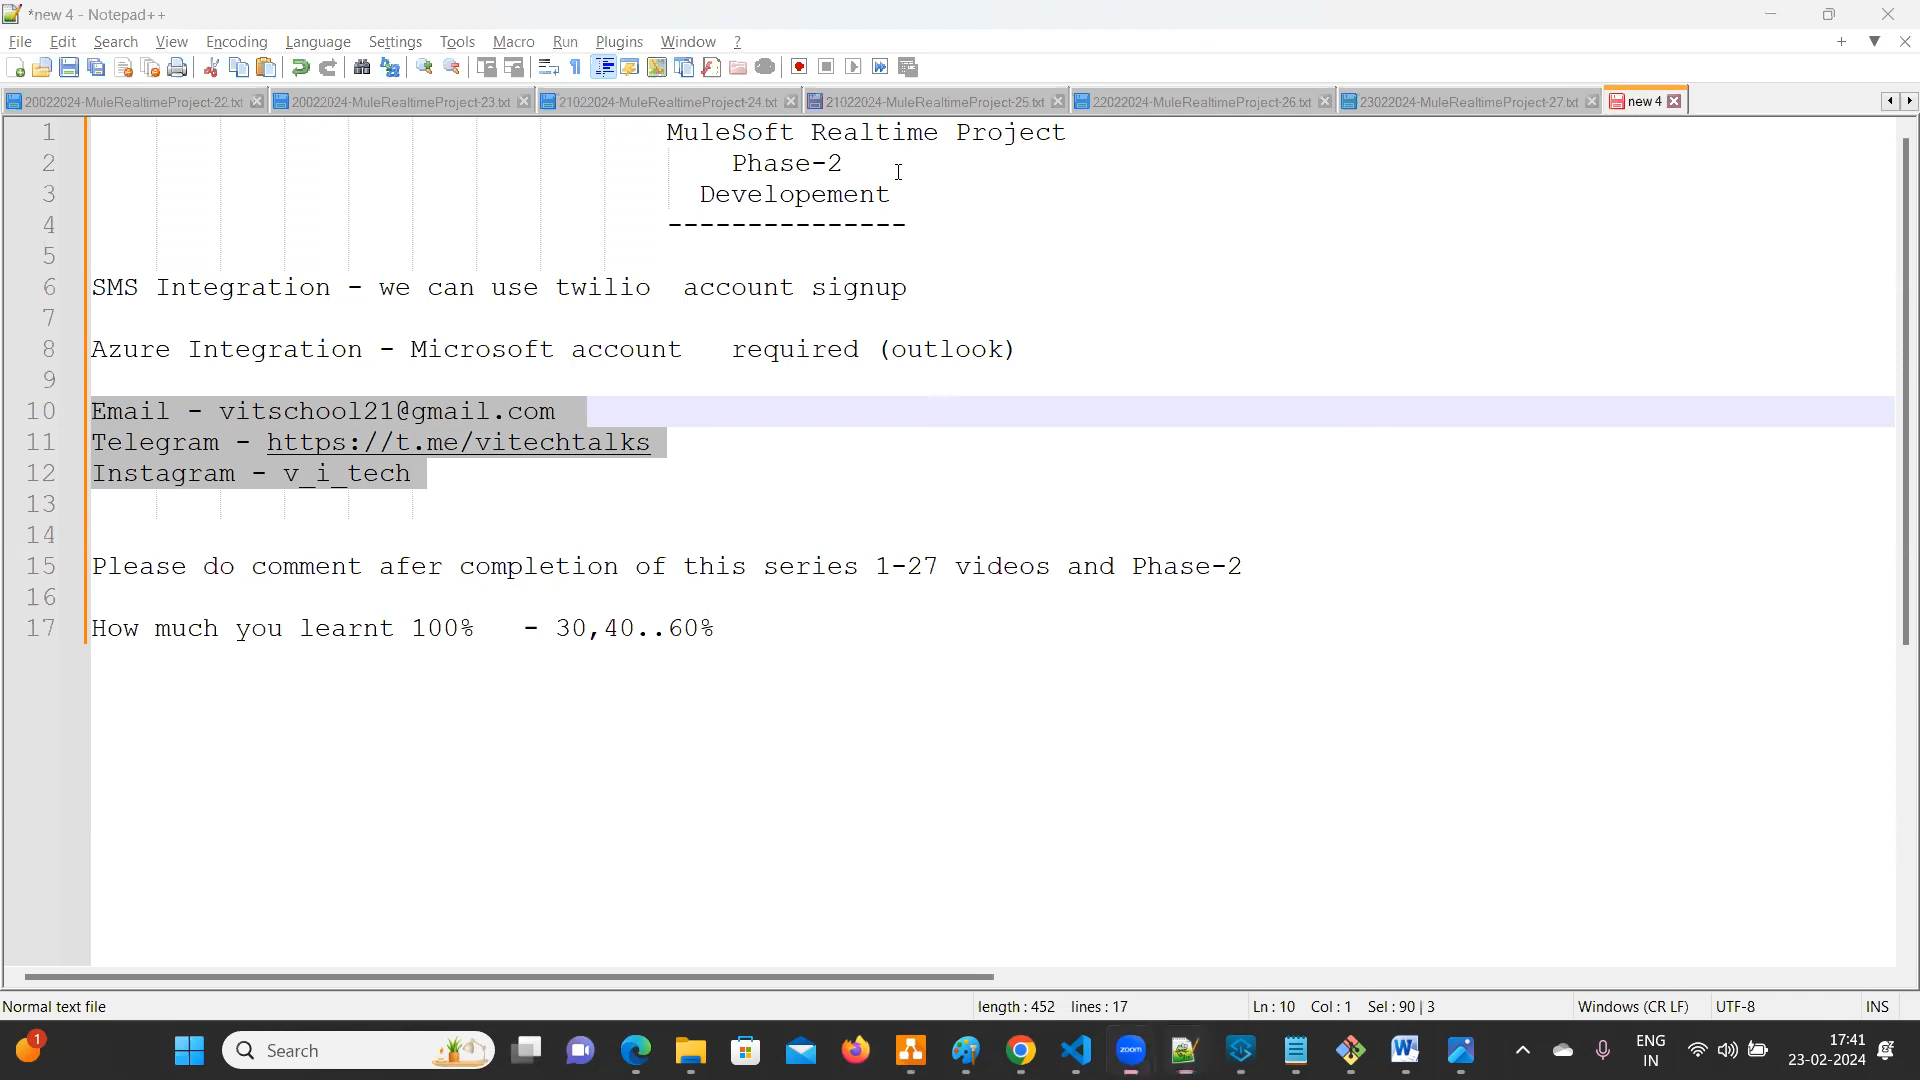 *new 4 - Notepad++
File Edit Search View Encoding Language Settings Tools Macro Run Plugins Window ?
20022024-MuleRealtimeProject-22.txt 20022024-MuleRealtimeProject-23.txt 21022024-MuleRealtimeProject-24.txt 21022024-MuleRealtimeProject-25.txt 22022024-MuleRealtimeProject-26.txt 23022024-MuleRealtimeProject-27.txt new 4
1 MuleSoft Realtime Project
2 Phase-2
3 Developement
4 ---------------
5
6 SMS Integration - we can use twilio account signup
7
8 Azure Integration - Microsoft account required (outlook)
9
10 Email - vitschool21@gmail.com
11 Telegram - https://t.me/vitechtalks
12 Instagram - v_i_tech
13
14
15 Please do comment afer completion of this series 1-27 videos and Phase-2
16
17 How much you learnt 100% - 30,40..60%
Normal text file length : 452 lines : 17 Ln : 10 Col : 1 Sel : 90 | 3 Windows (CR LF) UTF-8 INS
1 Search zoom ENG 17:41
IN 23-02-2024